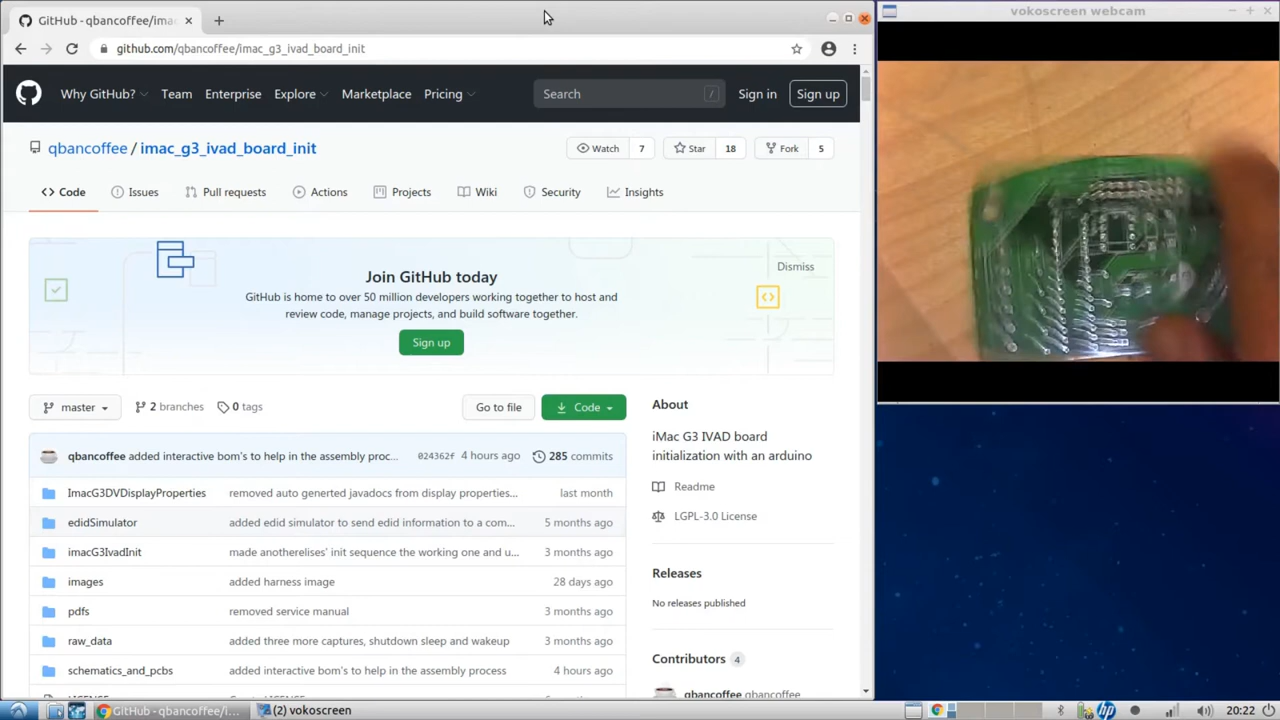 GitHub - qbancoffee/ima
vokoscreen webcam
github.com/qbancoffee/imac_g3_ivad_board_init
Why GitHub? Team Enterprise Explore Marketplace Pricing Search / Sign in Sign up
qbancoffee / imac_g3_ivad_board_init Watch 7 Star 18 Fork 5
Code Issues Pull requests Actions Projects Wiki Security Insights
Dismiss
Join GitHub today
GitHub is home to over 50 million developers working together to host and
review code, manage projects, and build software together.
Sign up
master 2 branches 0 tags Go to file Code
qbancoffee added interactive bom's to help in the assembly proc... 024362f 4 hours ago 285 commits
ImacG3DVDisplayProperties removed auto generted javadocs from display properties... last month
edidSimulator added edid simulator to send edid information to a com... 5 months ago
imacG3IvadInit made anotherelises' init sequence the working one and u... 3 months ago
images added harness image 28 days ago
pdfs removed service manual 3 months ago
raw_data added three more captures, shutdown sleep and wakeup 3 months ago
schematics_and_pcbs added interactive bom's to help in the assembly process 4 hours ago
About
iMac G3 IVAD board
initialization with an arduino
Readme
LGPL-3.0 License
Releases
No releases published
Contributors 4
qbancoffee qbancoffee
GitHub - qbancoffee/i...
(2) vokoscreen
hp
20:22